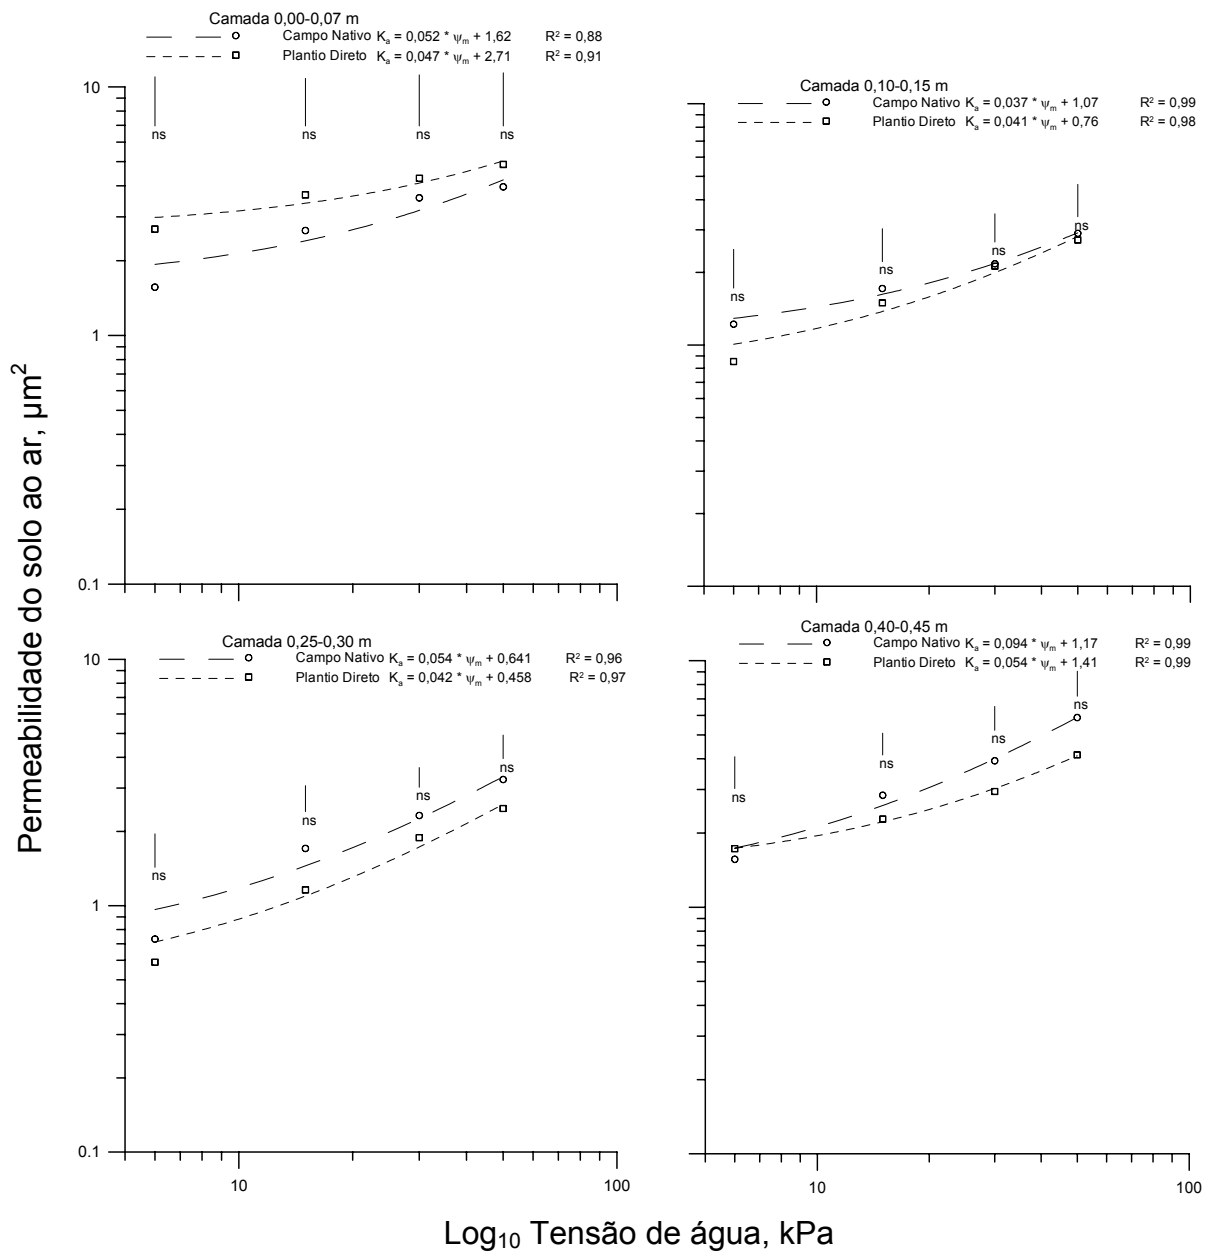 Camada 0,00-0,07 m
Campo Nativo Kₐ = 0,052 * ψₘ + 1,62 R² = 0,88
Plantio Direto Kₐ = 0,047 * ψₘ + 2,71 R² = 0,91
10
ns ns ns ns
1
0.1
Camada 0,10-0,15 m
Campo Nativo Kₐ = 0,037 * ψₘ + 1,07 R² = 0,99
Plantio Direto Kₐ = 0,041 * ψₘ + 0,76 R² = 0,98
ns
ns
ns
ns
10 100
10 100
Camada 0,25-0,30 m
Campo Nativo Kₐ = 0,054 * ψₘ + 0,641 R² = 0,96
Plantio Direto Kₐ = 0,042 * ψₘ + 0,458 R² = 0,97
10
ns
ns
ns
ns
1
0.1
10 100
Camada 0,40-0,45 m
Campo Nativo Kₐ = 0,094 * ψₘ + 1,17 R² = 0,99
Plantio Direto Kₐ = 0,054 * ψₘ + 1,41 R² = 0,99
ns
ns
ns
ns
10 100
Permeabilidade do solo ao ar, µm²
Log₁₀ Tensão de água, kPa